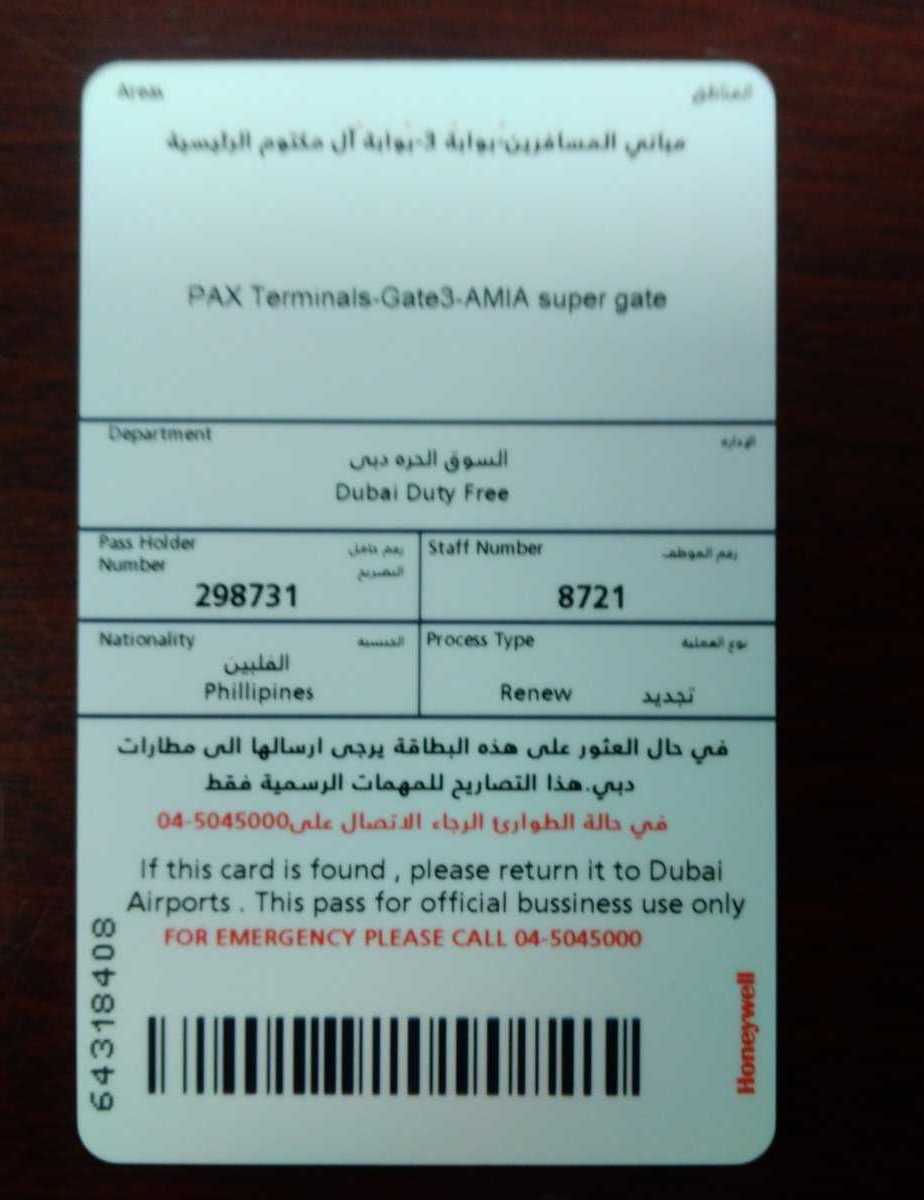 Areas المناطق
مباني المسافرين-بوابة 3-بوابة آل مكتوم الرئيسية
PAX Terminals-Gate3-AMIA super gate
Department الإدارة
السوق الحره دبي
Dubai Duty Free
Pass Holder رقم حامل
Number التصريح
298731
Staff Number رقم الموظف
8721
Nationality الجنسية
الفلبين
Phillipines
Process Type نوع العملية
Renew تجديد
في حال العثور على هذه البطاقة يرجى ارسالها الى مطارات
دبي.هذا التصاريح للمهمات الرسمية فقط
في حالة الطوارئ الرجاء الاتصال على04-5045000
If this card is found , please return it to Dubai
Airports . This pass for official bussiness use only
FOR EMERGENCY PLEASE CALL 04-5045000
64318408
Honeywell